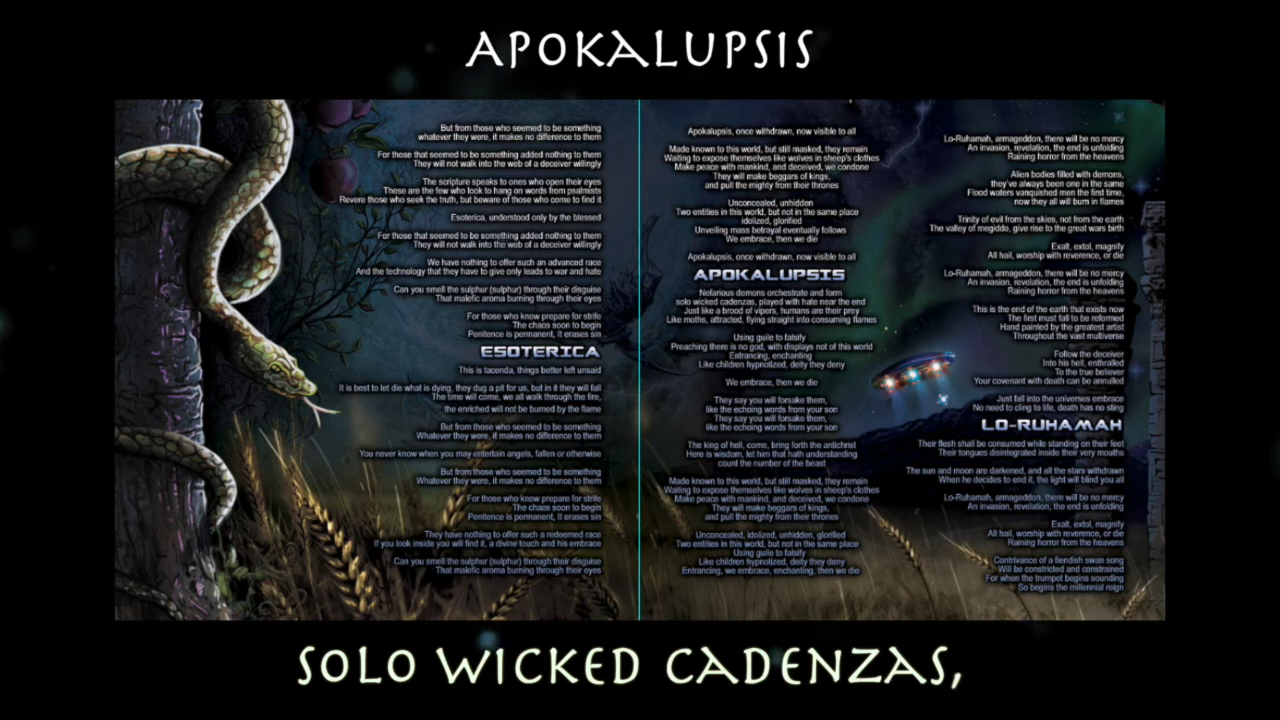 APOKALUPSIS
But from those who seemed to be something
whatever they were, it makes no difference to them
For those that seemed to be something added nothing to them
They will not walk into the web of a deceiver willingly
The scripture speaks to ones who open their eyes
These are the few who look to hang on words from psalmists
Revere those who seek the truth, but beware of those who come to find it
Esoterica, understood only by the blessed
For those that seemed to be something added nothing to them
They will not walk into the web of a deceiver willingly
We have nothing to offer such an advanced race
And the technology that they have to give only leads to war and hate
Can you smell the sulphur (sulphur) through their disguise
That malefic aroma burning through their eyes
For those who know prepare for strife
The chaos soon to begin
Penitence is permanent, it erases sin
ESOTERICA
This is tacenda, things better left unsaid
It is best to let die what is dying, they dug a pit for us, but in it they will fall
The time will come, we all walk through the fire,
the enriched will not be burned by the flame
But from those who seemed to be something
Whatever they were, it makes no difference to them
You never know when you may entertain angels, fallen or otherwise
But from those who seemed to be something
Whatever they were, it makes no difference to them
For those who know prepare for strife
The chaos soon to begin
Penitence is permanent, it erases sin
They have nothing to offer such a redeemed race
If you look inside you will find it, a divine touch and his embrace
Can you smell the sulphur (sulphur) through their disguise
That malefic aroma burning through their eyes
Apokalupsis, once withdrawn, now visible to all
Made known to this world, but still masked, they remain
Waiting to expose themselves like wolves in sheep's clothes
Make peace with mankind, and deceived, we condone
They will make beggars of kings,
and pull the mighty from their thrones
Unconcealed, unhidden
Two entities in this world, but not in the same place
idolized, glorified
Unveiling mass betrayal eventually follows
We embrace, then we die
Apokalupsis, once withdrawn, now visible to all
APOKALUPSIS
Nefarious demons orchestrate and form
solo wicked cadenzas, played with hate near the end
Just like a brood of vipers, humans are their prey
Like moths, attracted, flying straight into consuming flames
Using guile to falsify
Preaching there is no god, with displays not of this world
Entrancing, enchanting
Like children hypnotized, deity they deny
We embrace, then we die
They say you will forsake them,
like the echoing words from your son
They say you will forsake them,
like the echoing words from your son
The king of hell, come, bring forth the antichrist
Here is wisdom, let him that hath understanding
count the number of the beast
Made known to this world, but still masked, they remain
Waiting to expose themselves like wolves in sheep's clothes
Make peace with mankind, and deceived, we condone
They will make beggars of kings,
and pull the mighty from their thrones
Unconcealed, idolized, unhidden, glorified
Two entities in this world, but not in the same place
Using guile to falsify
Like children hypnotized, deity they deny
Entrancing, we embrace, enchanting, then we die
Lo-Ruhamah, armageddon, there will be no mercy
An invasion, revelation, the end is unfolding
Raining horror from the heavens
Alien bodies filled with demons,
they've always been one in the same
Flood waters vanquished men the first time,
now they all will burn in flames
Trinity of evil from the skies, not from the earth
The valley of megiddo, give rise to the great wars birth
Exalt, extol, magnify
All hail, worship with reverence, or die
Lo-Ruhamah, armageddon, there will be no mercy
An invasion, revelation, the end is unfolding
Raining horror from the heavens
This is the end of the earth that exists now
The first must fall to be reformed
Hand painted by the greatest artist
Throughout the vast multiverse
Follow the deceiver
Into his hell, enthralled
To the true believer
Your covenant with death can be annulled
Just fall into the universes embrace
No need to cling to life, death has no sting
LO-RUHAMAH
Their flesh shall be consumed while standing on their feet
Their tongues disintegrated inside their very mouths
The sun and moon are darkened, and all the stars withdrawn
When he decides to end it, the light will blind you all
Lo-Ruhamah, armageddon, there will be no mercy
An invasion, revelation, the end is unfolding
Exalt, extol, magnify
All hail, worship with reverence, or die
Raining horror from the heavens
Contrivance of a fiendish swan song
Will be constricted and constrained
For when the trumpet begins sounding
So begins the millennial reign
SOLO WICKED CADENZAS,